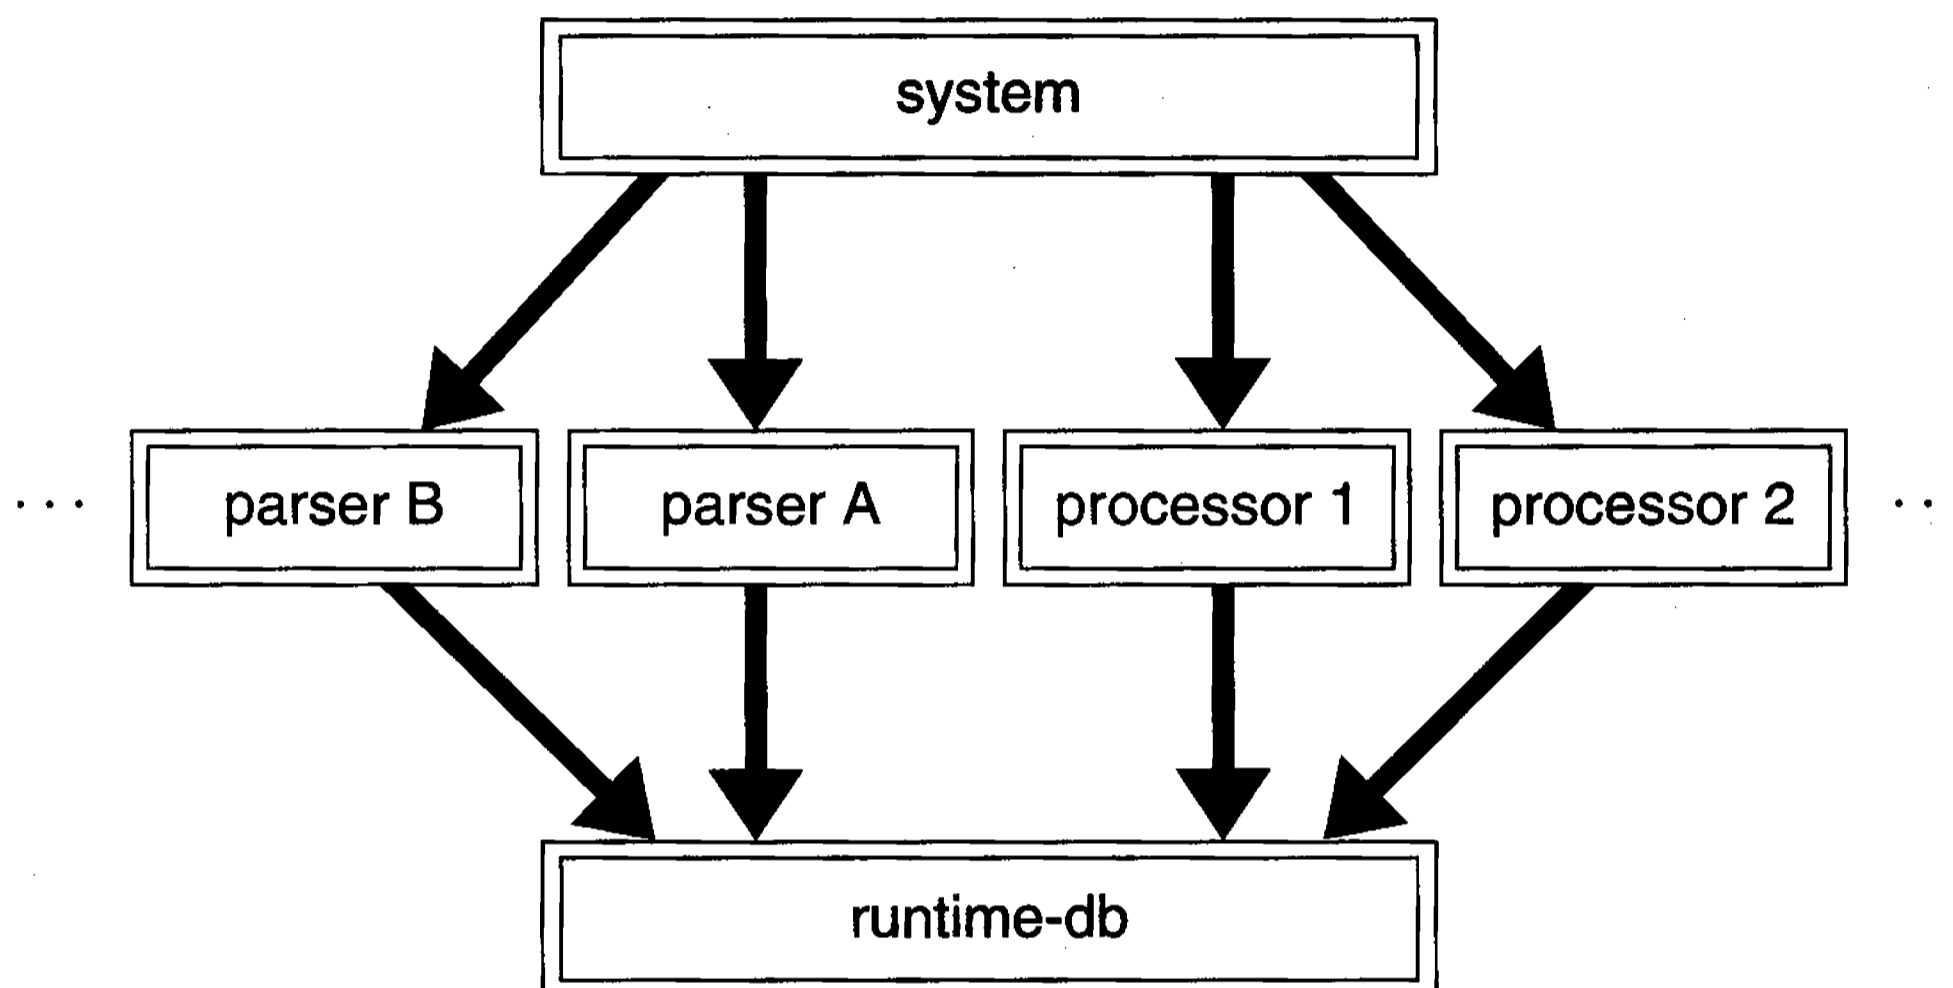 system
... parser B parser A processor 1 processor 2 ..
runtime-db